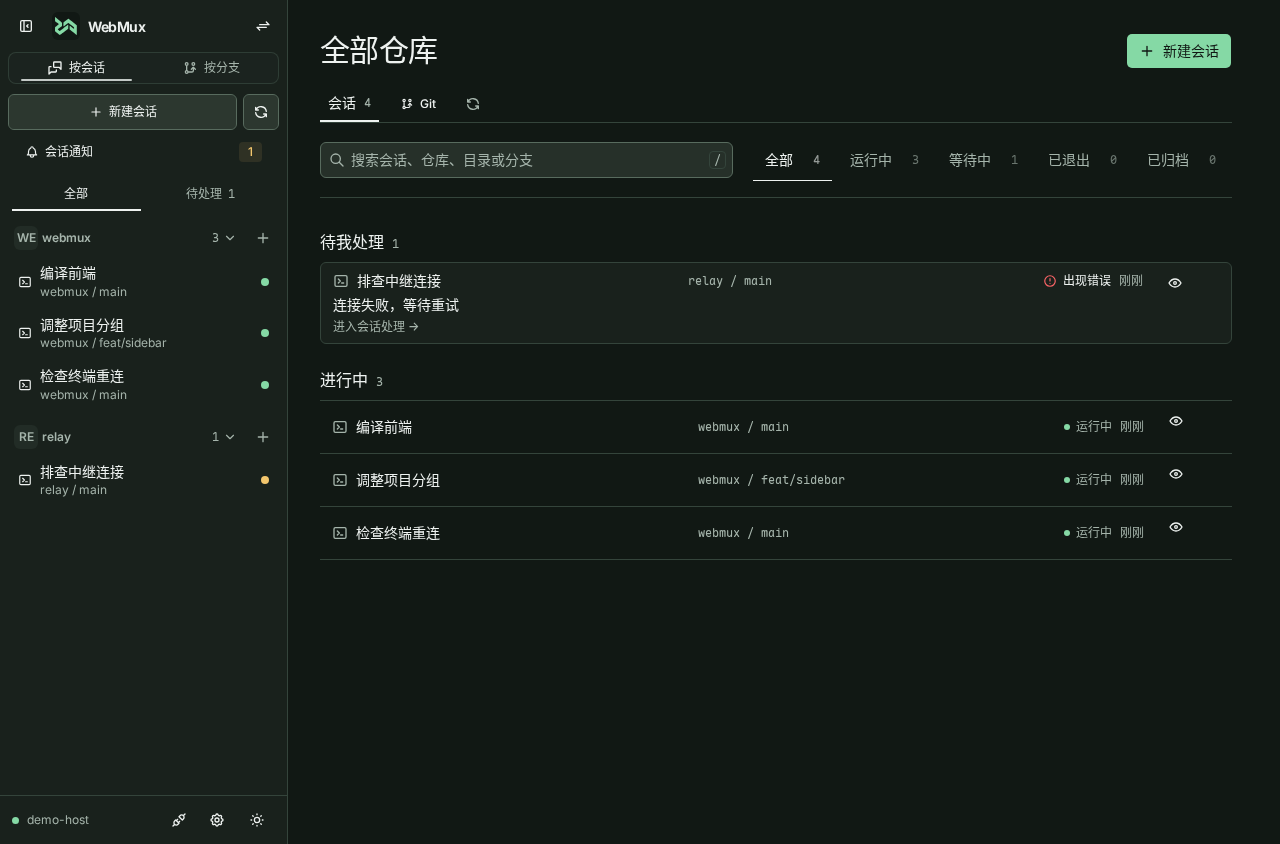 WebMux
按会话 按分支
新建会话
会话通知 1
全部 待处理 1
WE webmux 3
编译前端
webmux / main
调整项目分组
webmux / feat/sidebar
检查终端重连
webmux / main
RE relay 1
排查中继连接
relay / main
demo-host
全部仓库
新建会话
会话 4 Git
搜索会话、仓库、目录或分支 /
全部 4 运行中 3 等待中 1 已退出 0 已归档 0
待我处理 1
排查中继连接 relay / main 出现错误 刚刚
连接失败，等待重试
进入会话处理 →
进行中 3
编译前端 webmux / main 运行中 刚刚
调整项目分组 webmux / feat/sidebar 运行中 刚刚
检查终端重连 webmux / main 运行中 刚刚